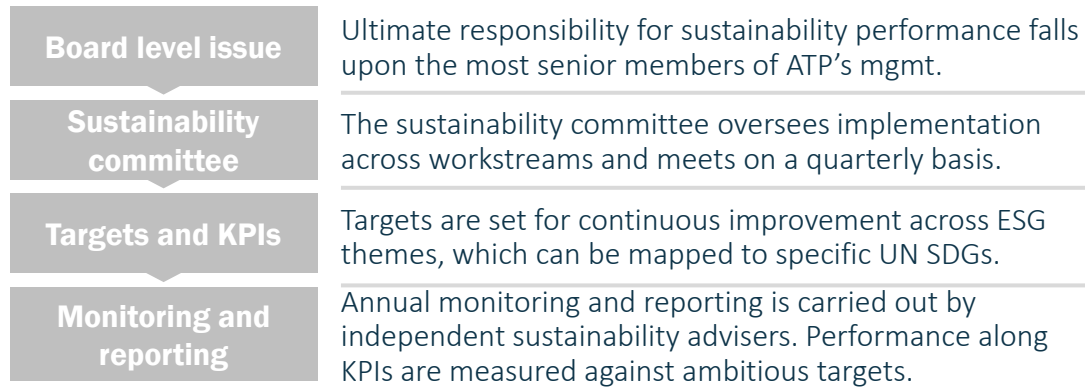 Board level issue
Ultimate responsibility for sustainability performance falls
upon the most senior members of ATP’s mgmt.
Sustainability
committee
The sustainability committee oversees implementation
across workstreams and meets on a quarterly basis.
Targets and KPIs
Targets are set for continuous improvement across ESG
themes, which can be mapped to specific UN SDGs.
Monitoring and
reporting
Annual monitoring and reporting is carried out by
independent sustainability advisers. Performance along
KPIs are measured against ambitious targets.